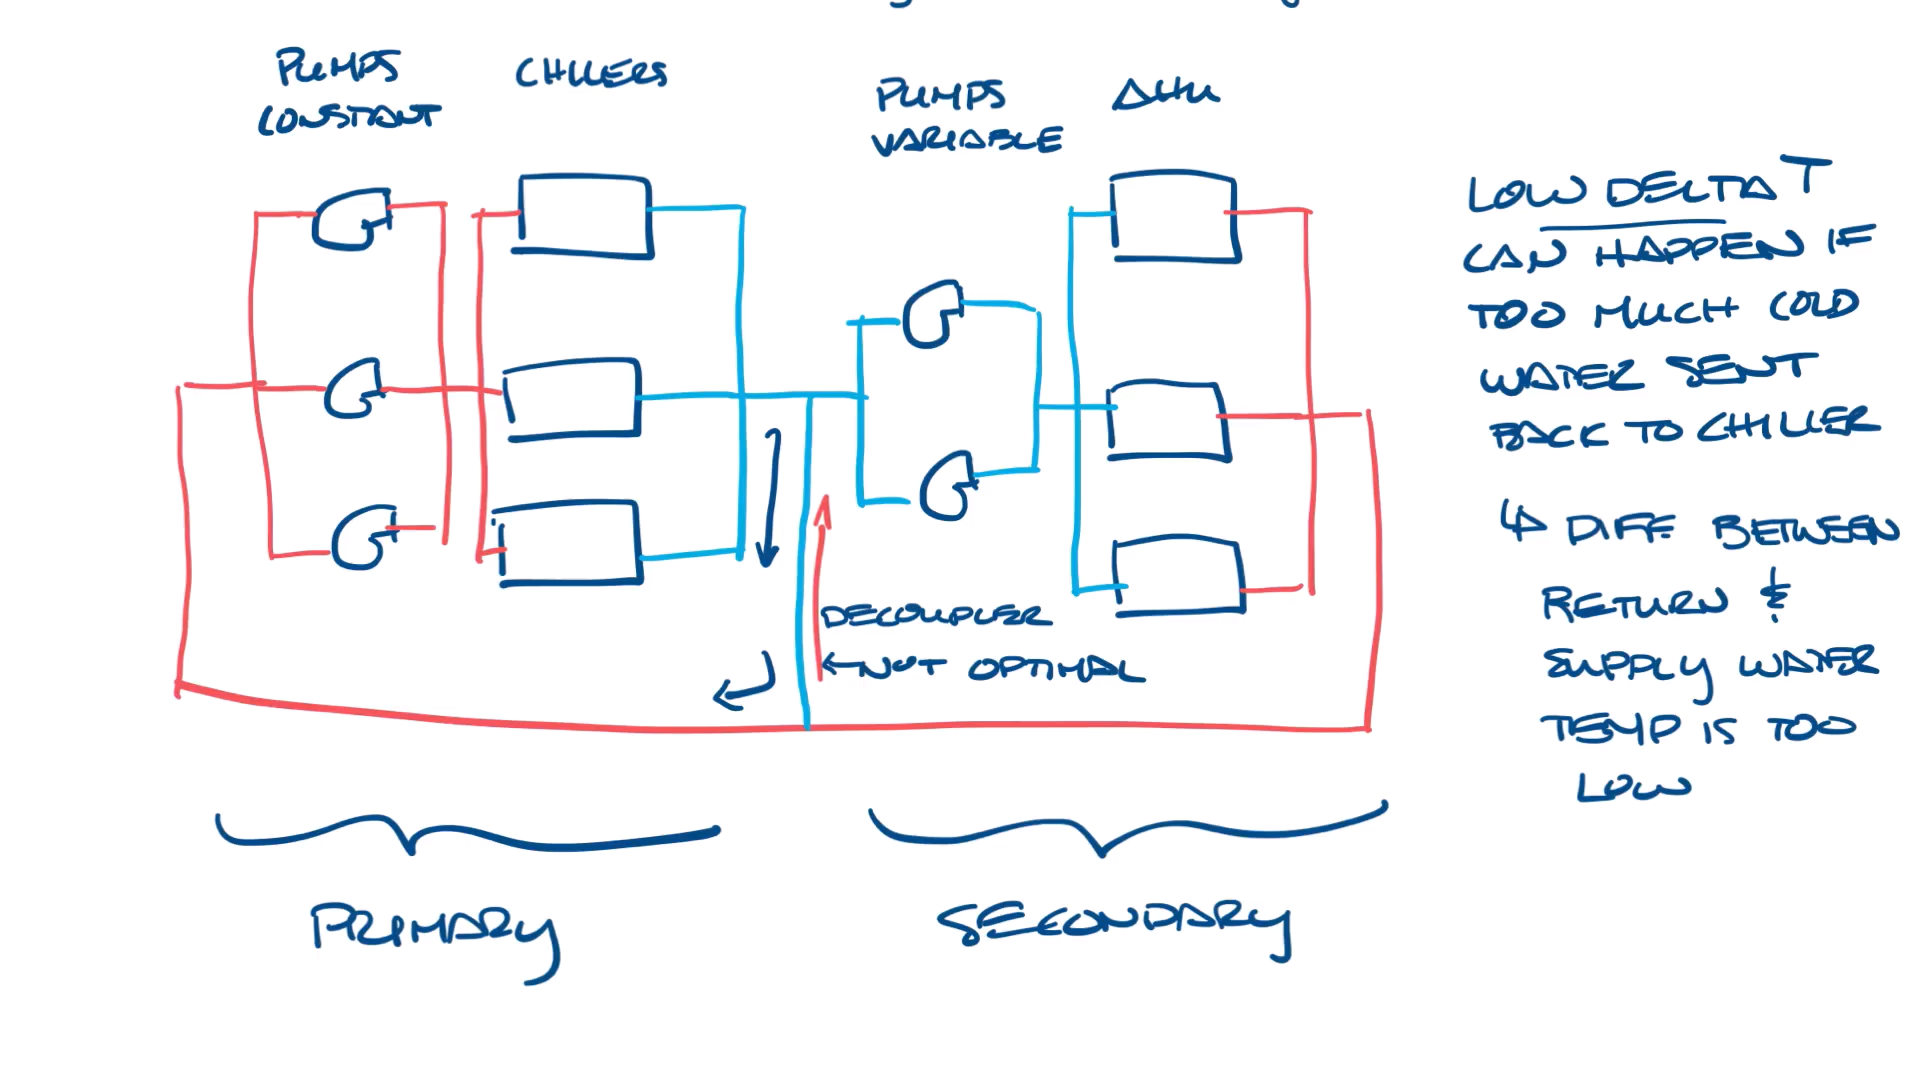 PUMPS
CONSTANT
CHILLERS
PUMPS
VARIABLE
AHU
LOW DELTA T
CAN HAPPEN IF
TOO MUCH COLD
WATER SENT
BACK TO CHILLER
↳ DIFF BETWEEN
RETURN &
SUPPLY WATER
TEMP IS TOO
LOW
DECOUPLER
←NOT OPTIMAL
PRIMARY
SECONDARY